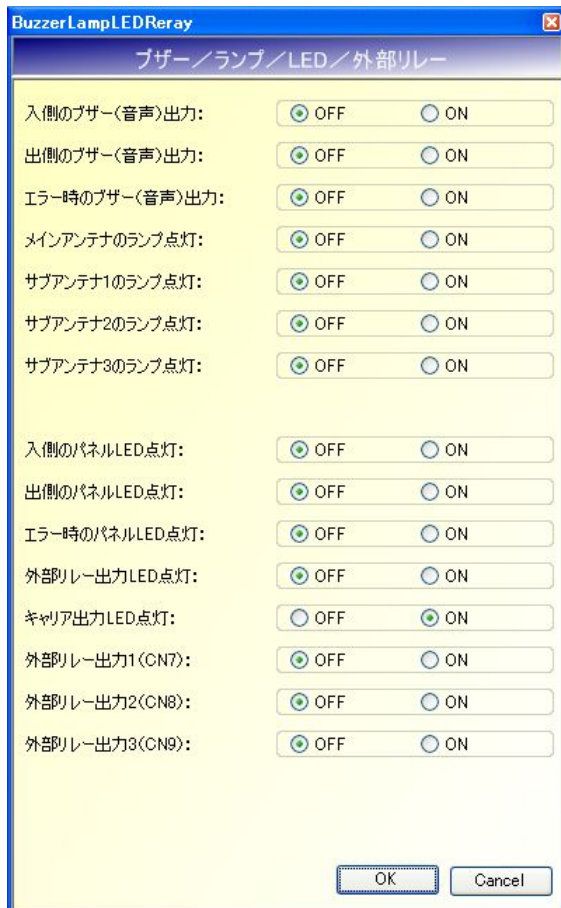 BuzzerLampLEDReray
ブザー／ランプ／LED／外部リレー
入側のブザー(音声)出力: OFF ON
出側のブザー(音声)出力: OFF ON
エラー時のブザー(音声)出力: OFF ON
メインアンテナのランプ点灯: OFF ON
サブアンテナ1のランプ点灯: OFF ON
サブアンテナ2のランプ点灯: OFF ON
サブアンテナ3のランプ点灯: OFF ON
入側のパネルLED点灯: OFF ON
出側のパネルLED点灯: OFF ON
エラー時のパネルLED点灯: OFF ON
外部リレー出力LED点灯: OFF ON
キャリア出力LED点灯: OFF ON
外部リレー出力1(CN7): OFF ON
外部リレー出力2(CN8): OFF ON
外部リレー出力3(CN9): OFF ON
OK Cancel